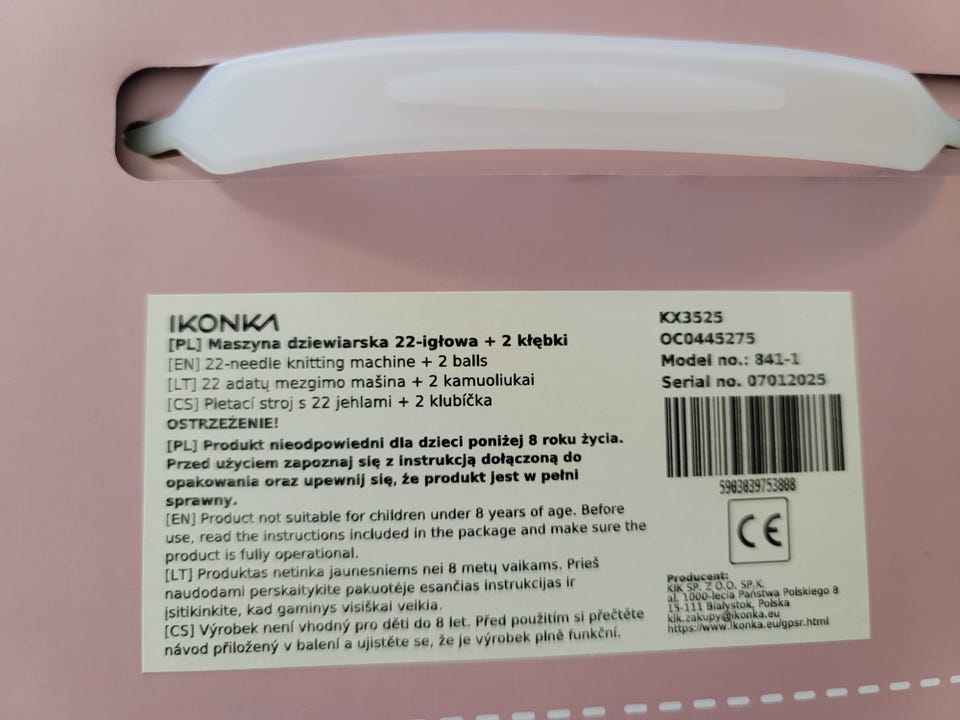 IKONKA
[PL] Maszyna dziewiarska 22-igłowa + 2 kłębki
[EN] 22-needle knitting machine + 2 balls
[LT] 22 adatų mezgimo mašina + 2 kamuoliukai
[CS] Pletací stroj s 22 jehlami + 2 klubíčka
OSTRZEŻENIE!
[PL] Produkt nieodpowiedni dla dzieci poniżej 8 roku życia.
Przed użyciem zapoznaj się z instrukcją dołączoną do
opakowania oraz upewnij się, że produkt jest w pełni
sprawny.
[EN] Product not suitable for children under 8 years of age. Before
use, read the instructions included in the package and make sure the
product is fully operational.
[LT] Produktas netinka jaunesniems nei 8 metų vaikams. Prieš
naudodami perskaitykite pakuotėje esančias instrukcijas ir
įsitikinkite, kad gaminys visiškai veikia.
[CS] Výrobek není vhodný pro děti do 8 let. Před použitím si přečtěte
návod přiložený v balení a ujistěte se, že je výrobek plně funkční.
KX3525
OC0445275
Model no.: 841-1
Serial no. 07012025
5903039753808
CE
Producent:
KIK SP. Z O.O. SP.K.
al. 1000-lecia Państwa Polskiego 8
15-111 Białystok, Polska
kik.zakupy@ikonka.eu
https://www.ikonka.eu/gpsr.html